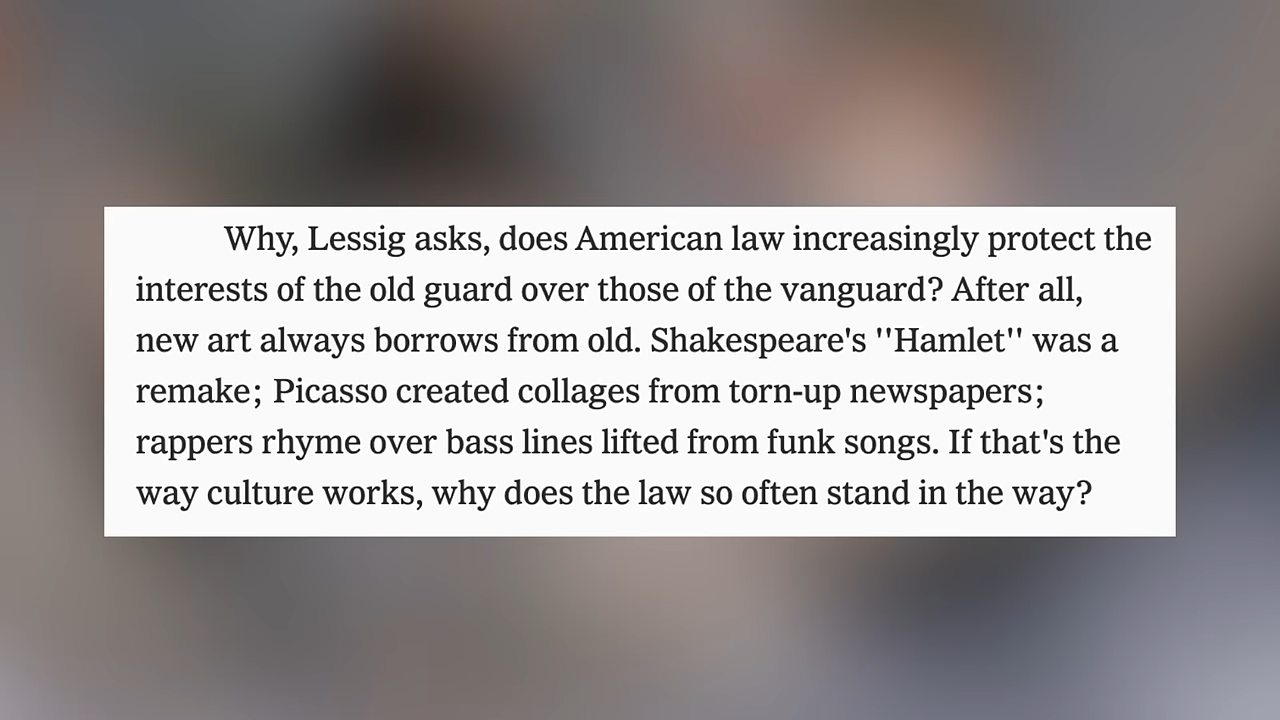 Why, Lessig asks, does American law increasingly protect the
interests of the old guard over those of the vanguard? After all,
new art always borrows from old. Shakespeare's ''Hamlet'' was a
remake; Picasso created collages from torn-up newspapers;
rappers rhyme over bass lines lifted from funk songs. If that's the
way culture works, why does the law so often stand in the way?